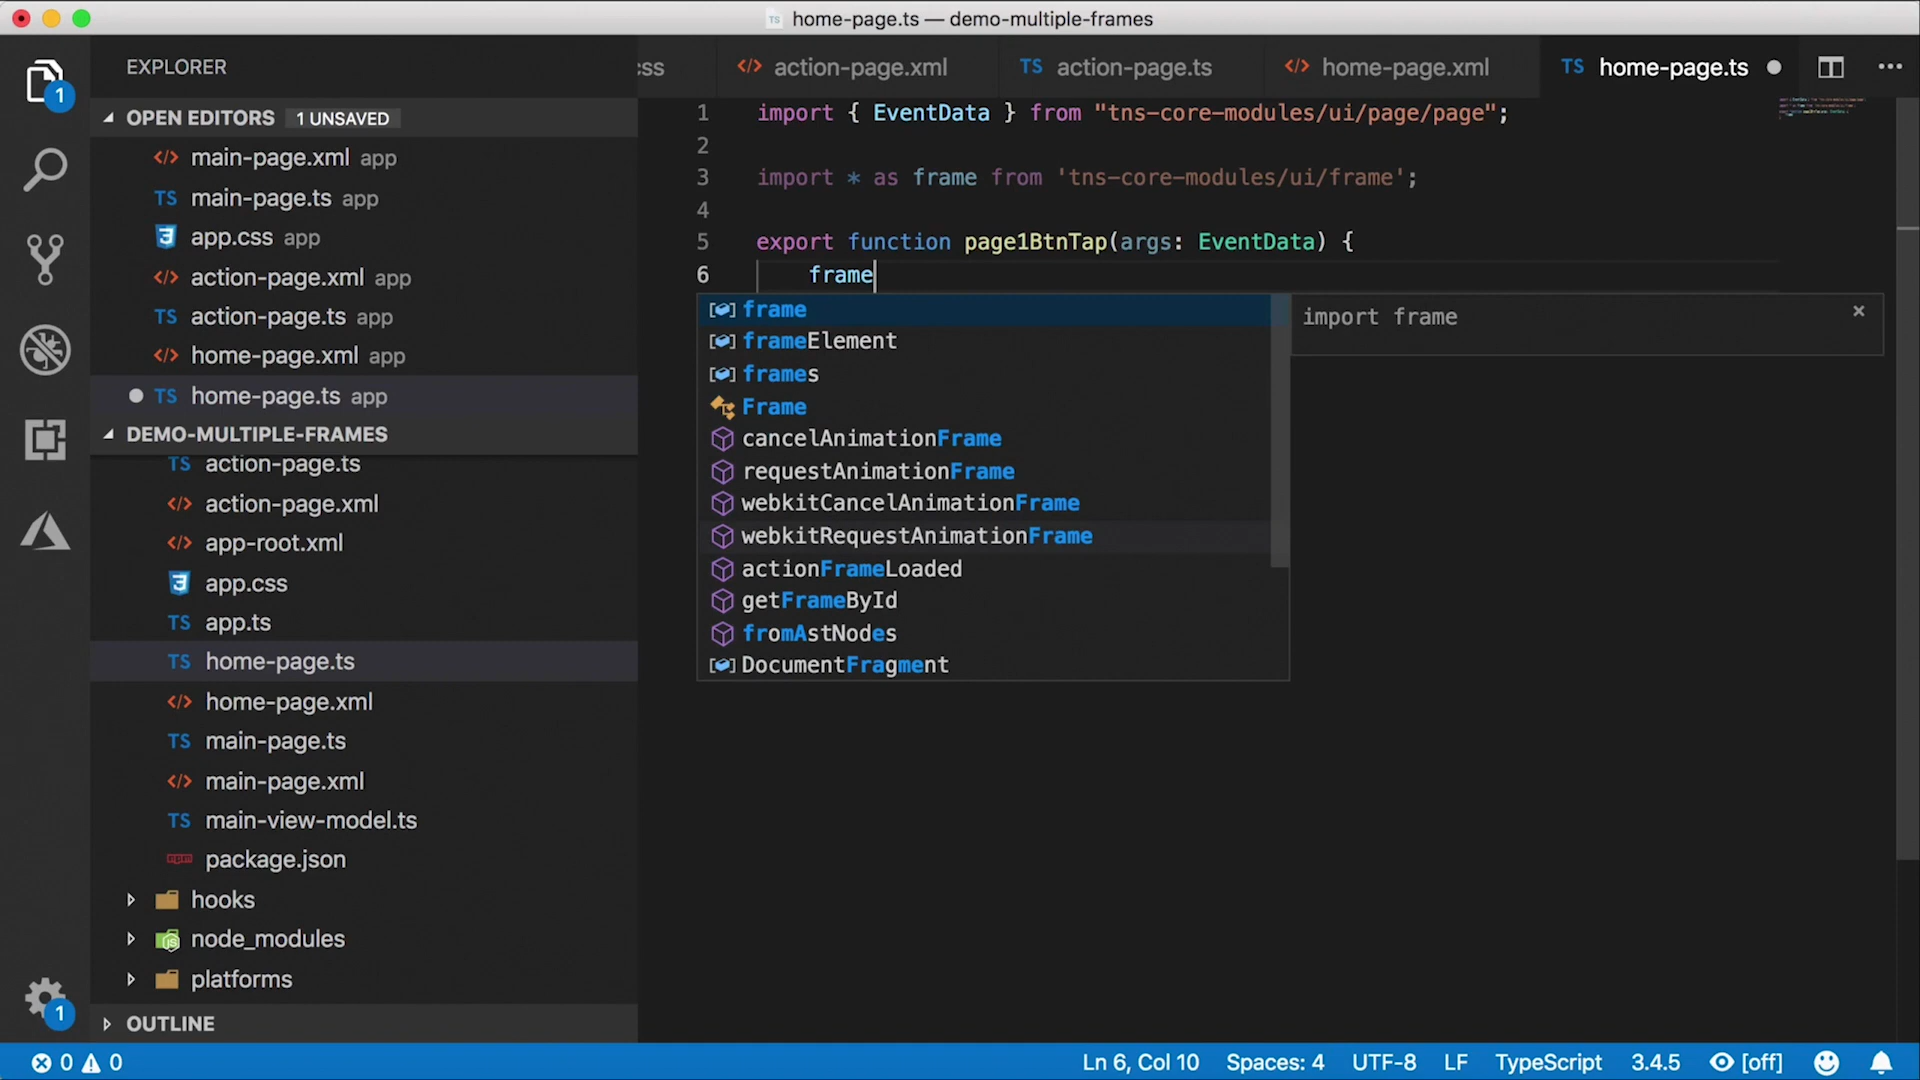 home-page.ts — demo-multiple-frames
EXPLORER
1
OPEN EDITORS 1 UNSAVED
</> main-page.xml app
TS main-page.ts app
app.css app
</> action-page.xml app
TS action-page.ts app
</> home-page.xml app
TS home-page.ts app
DEMO-MULTIPLE-FRAMES
TS action-page.ts
</> action-page.xml
</> app-root.xml
app.css
TS app.ts
TS home-page.ts
</> home-page.xml
TS main-page.ts
</> main-page.xml
TS main-view-model.ts
package.json
hooks
node_modules
platforms
OUTLINE
1
css </> action-page.xml TS action-page.ts </> home-page.xml TS home-page.ts
1 import { EventData } from "tns-core-modules/ui/page/page";
2
3 import * as frame from 'tns-core-modules/ui/frame';
4
5 export function page1BtnTap(args: EventData) {
6 frame
frame
frameElement
frames
Frame
cancelAnimationFrame
requestAnimationFrame
webkitCancelAnimationFrame
webkitRequestAnimationFrame
actionFrameLoaded
getFrameById
fromAstNodes
DocumentFragment
import frame ×
0 0 Ln 6, Col 10 Spaces: 4 UTF-8 LF TypeScript 3.4.5 [off]